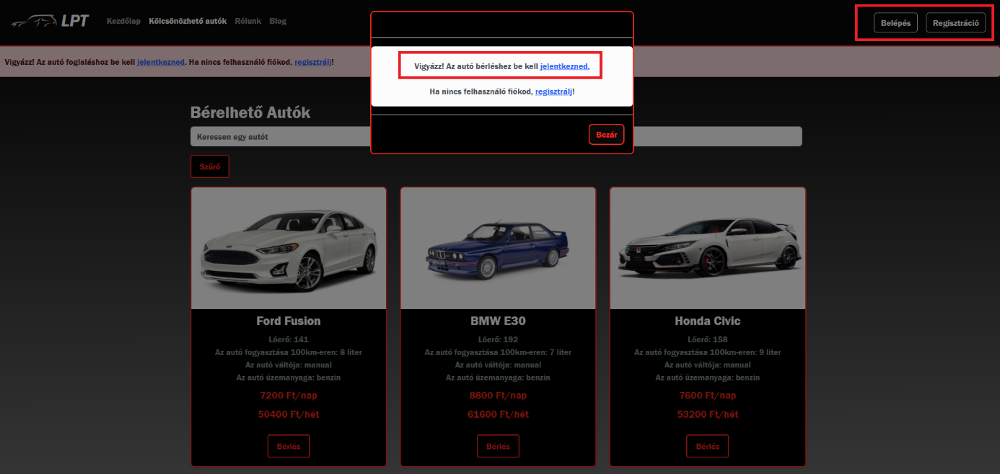 LPT
Kezdőlap Kölcsönözhető autók Rólunk Blog
Belépés Regisztráció
Vigyázz! Az autó foglaláshoz be kell jelentkezned. Ha nincs felhasználó fiókod, regisztrálj!
Vigyázz! Az autó bérléshez be kell jelentkezned.
Ha nincs felhasználó fiókod, regisztrálj!
Bezár
Bérelhető Autók
Keressen egy autót
Szűrő
Ford Fusion
Lóerő: 141
Az autó fogyasztása 100km-eren: 8 liter
Az autó váltója: manual
Az autó üzemanyaga: benzin
7200 Ft/nap
50400 Ft/hét
Bérlés
BMW E30
Lóerő: 192
Az autó fogyasztása 100km-eren: 7 liter
Az autó váltója: manual
Az autó üzemanyaga: benzin
8800 Ft/nap
61600 Ft/hét
Bérlés
Honda Civic
Lóerő: 158
Az autó fogyasztása 100km-eren: 9 liter
Az autó váltója: manual
Az autó üzemanyaga: benzin
7600 Ft/nap
53200 Ft/hét
Bérlés